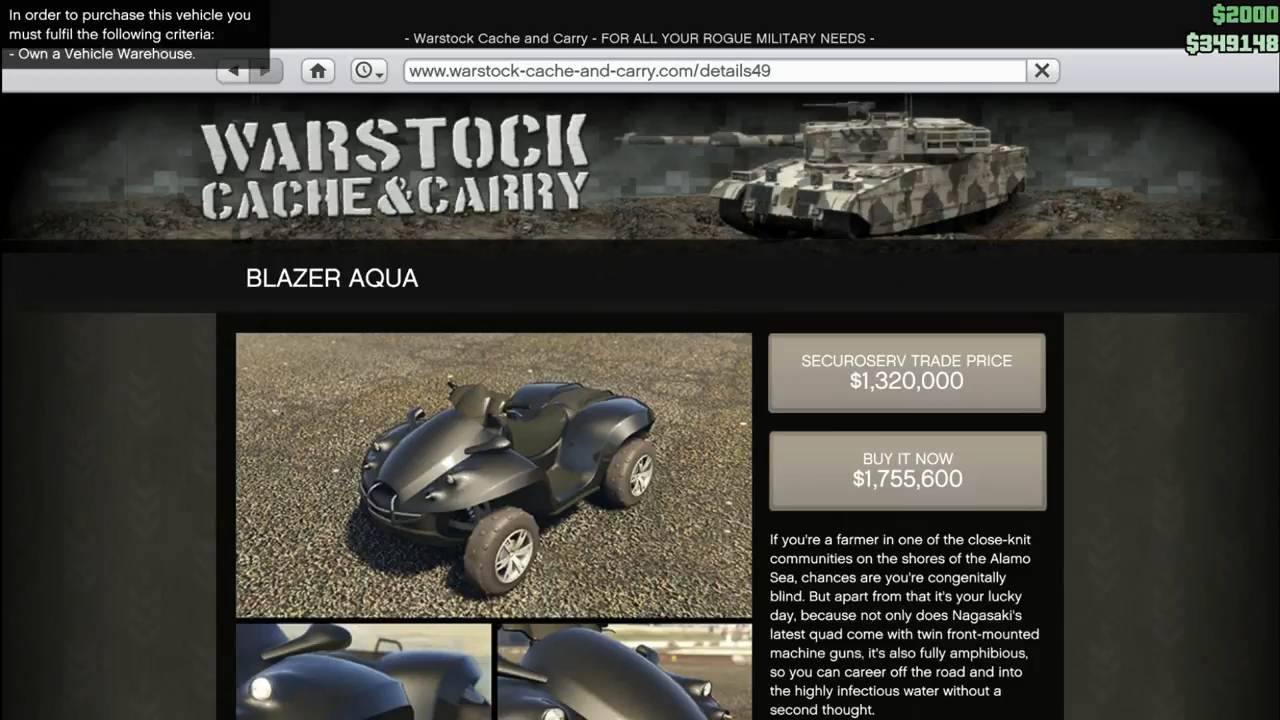 In order to purchase this vehicle you
must fulfil the following criteria:
- Own a Vehicle Warehouse.
$2000
$349148
- Warstock Cache and Carry - FOR ALL YOUR ROGUE MILITARY NEEDS -
www.warstock-cache-and-carry.com/details49
WARSTOCK
CACHE&CARRY
BLAZER AQUA
SECUROSERV TRADE PRICE
$1,320,000
BUY IT NOW
$1,755,600
If you're a farmer in one of the close-knit
communities on the shores of the Alamo
Sea, chances are you're congenitally
blind. But apart from that it's your lucky
day, because not only does Nagasaki's
latest quad come with twin front-mounted
machine guns, it's also fully amphibious,
so you can career off the road and into
the highly infectious water without a
second thought.